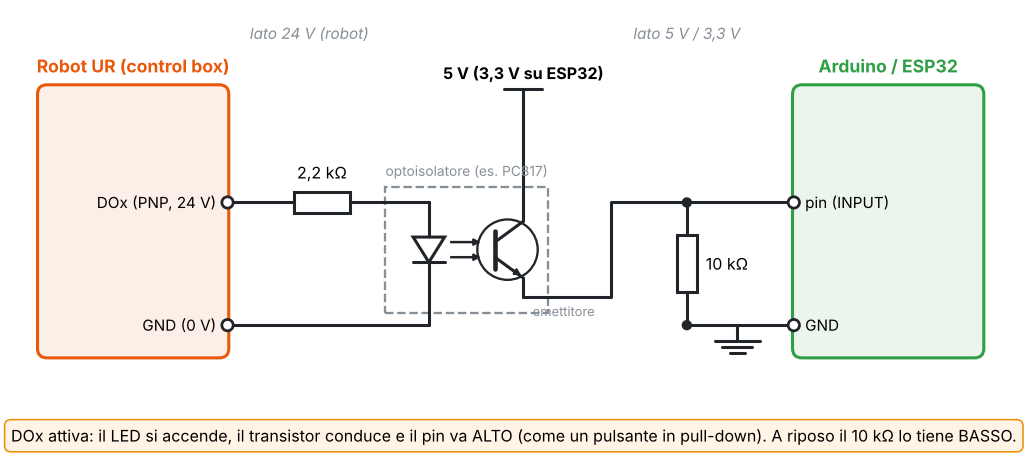 lato 24 V (robot)
lato 5 V / 3,3 V
Robot UR (control box)
5 V (3,3 V su ESP32)
Arduino / ESP32
optoisolatore (es. PC817)
2,2 kΩ
DOx (PNP, 24 V)
pin (INPUT)
10 kΩ
emettitore
GND (0 V)
GND
DOx attiva: il LED si accende, il transistor conduce e il pin va ALTO (come un pulsante in pull-down). A riposo il 10 kΩ lo tiene BASSO.